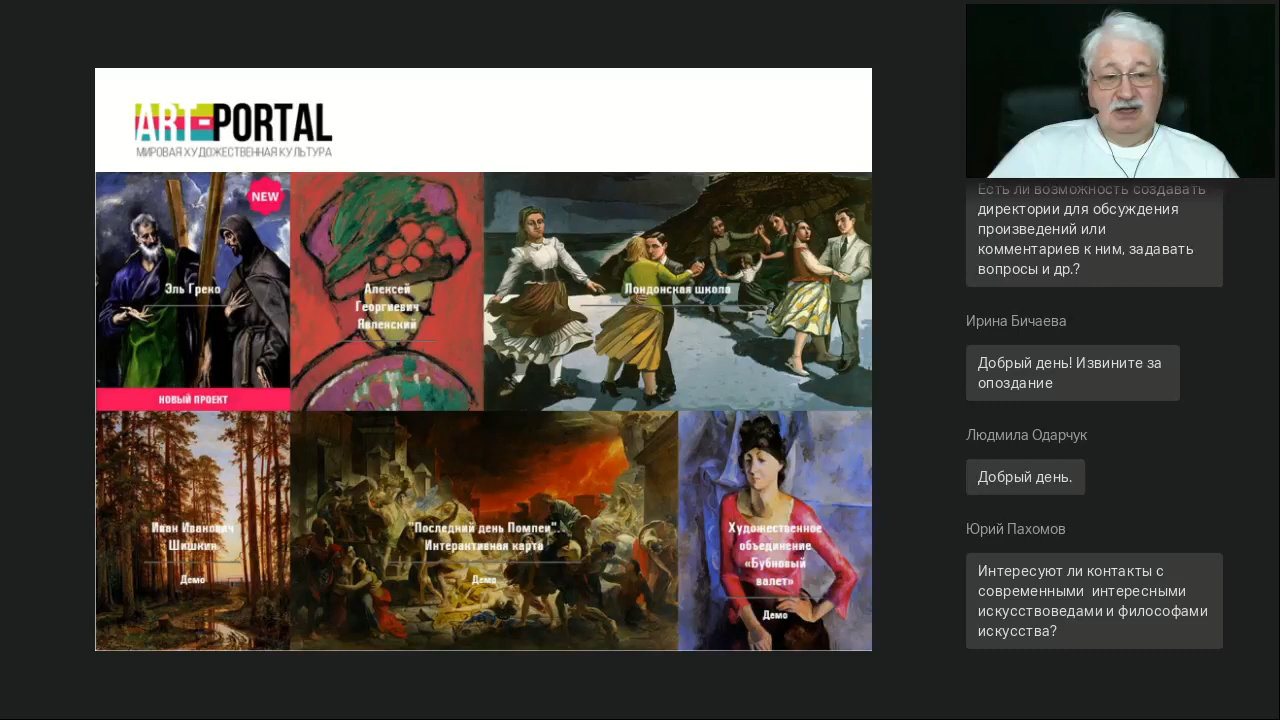 ART-PORTAL
МИРОВАЯ ХУДОЖЕСТВЕННАЯ КУЛЬТУРА
NEW
Эль Греко
НОВЫЙ ПРОЕКТ
Алексей
Георгиевич
Явленский
Лондонская школа
Иван Иванович
Шишкин
Демо
"Последний день Помпеи".
Интерактивная карта
Демо
Художественное
объединение
«Бубновый
валет»
Демо
Есть ли возможность создавать
директории для обсуждения
произведений или
комментариев к ним, задавать
вопросы и др.?
Ирина Бичаева
Добрый день! Извините за
опоздание
Людмила Одарчук
Добрый день.
Юрий Пахомов
Интересуют ли контакты с
современными  интересными
искусствоведами и философами
искусства?